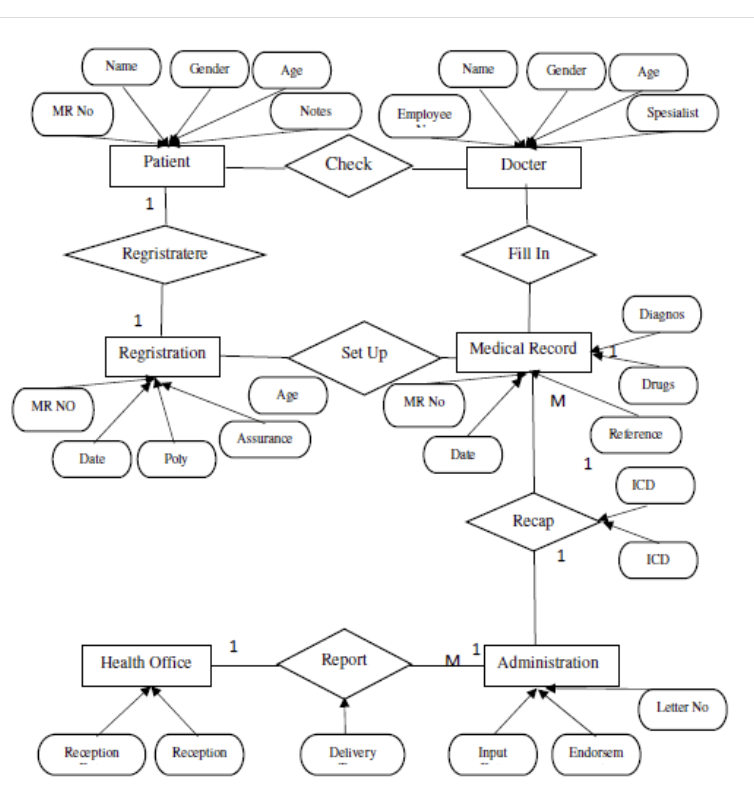 Name
Gender
Age
MR No
Notes
Name
Gender
Age
Employee
Spesialist
Patient
Check
Docter
1
Regristratere
Fill In
1
Diagnos
Regristration
Set Up
Medical Record
1
Drugs
MR NO
Age
MR No
M
Assurance
Reference
Date
Poly
Date
1
ICD
Recap
1
ICD
Health Office
1
Report
M
1
Administration
Letter No
Reception
Reception
Delivery
Input
Endorsem